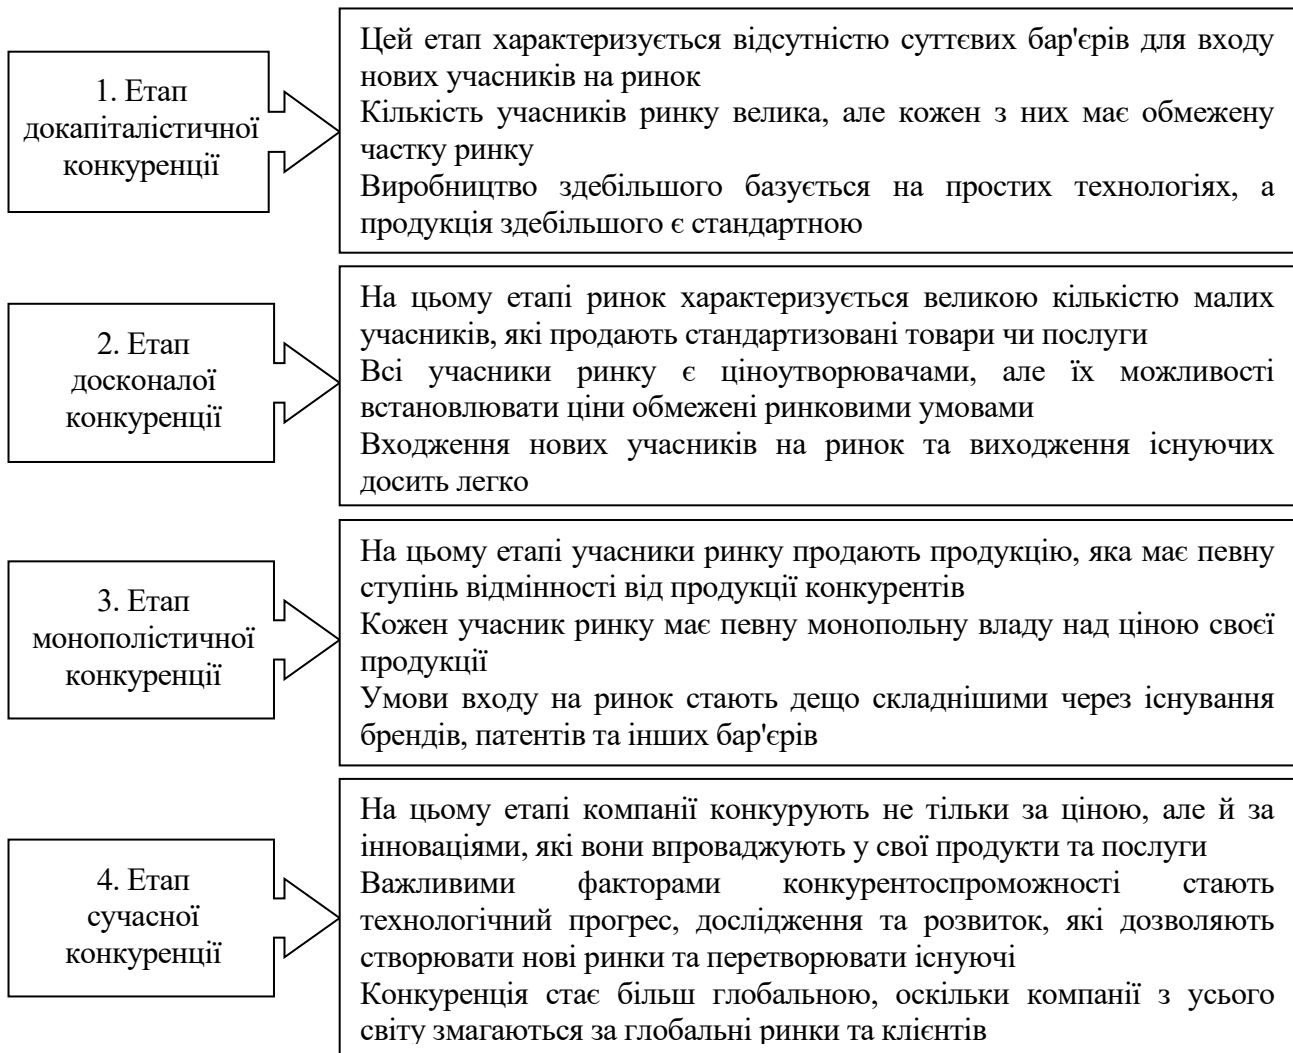 1. Етап
докапіталістичної
конкуренції
Цей етап характеризується відсутністю суттєвих бар'єрів для входу
нових учасників на ринок
Кількість учасників ринку велика, але кожен з них має обмежену
частку ринку
Виробництво здебільшого базується на простих технологіях, а
продукція здебільшого є стандартною
2. Етап
досконалої
конкуренції
На цьому етапі ринок характеризується великою кількістю малих
учасників, які продають стандартизовані товари чи послуги
Всі учасники ринку є ціноутворювачами, але їх можливості
встановлювати ціни обмежені ринковими умовами
Входження нових учасників на ринок та виходження існуючих
досить легко
3. Етап
монополістичної
конкуренції
На цьому етапі учасники ринку продають продукцію, яка має певну
ступінь відмінності від продукції конкурентів
Кожен учасник ринку має певну монопольну владу над ціною своєї
продукції
Умови входу на ринок стають дещо складнішими через існування
брендів, патентів та інших бар'єрів
4. Етап
сучасної
конкуренції
На цьому етапі компанії конкурують не тільки за ціною, але й за
інноваціями, які вони впроваджують у свої продукти та послуги
Важливими факторами конкурентоспроможності стають
технологічний прогрес, дослідження та розвиток, які дозволяють
створювати нові ринки та перетворювати існуючі
Конкуренція стає більш глобальною, оскільки компанії з усього
світу змагаються за глобальні ринки та клієнтів